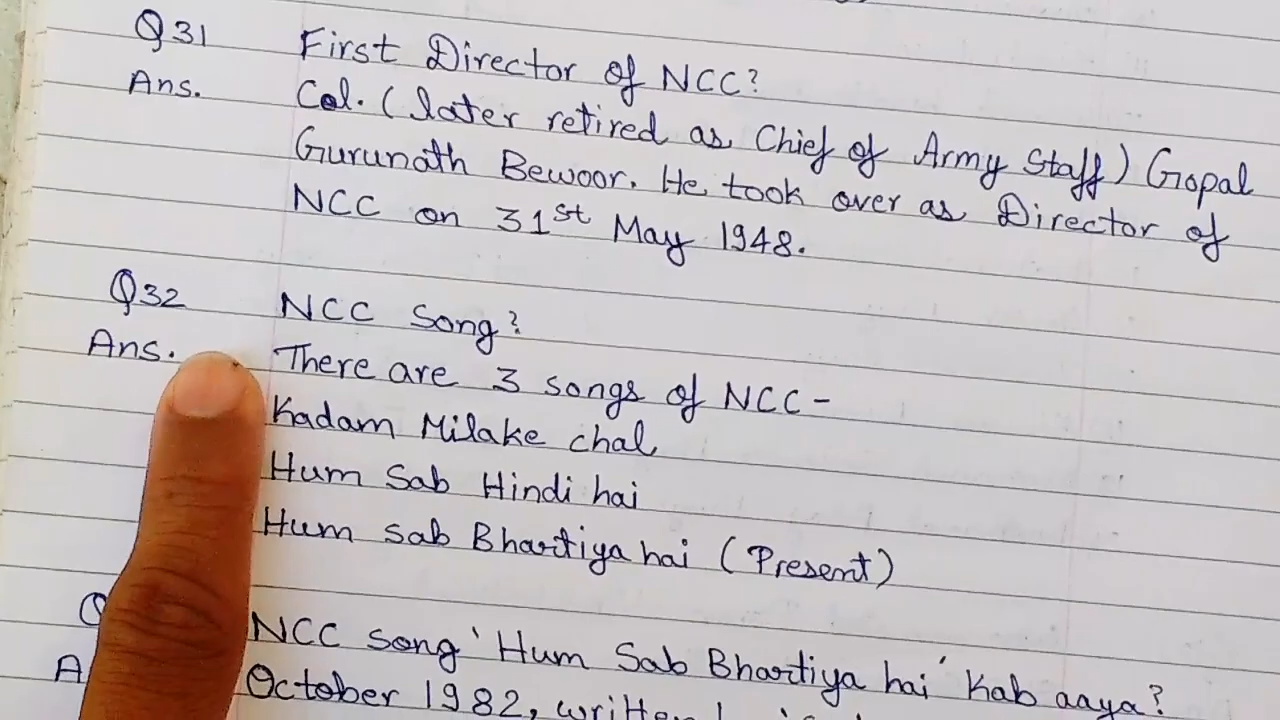 Q31 First Director of NCC?
Ans. Col. (later retired as Chief of Army Staff) Gopal
Gurunath Bewoor. He took over as Director of
NCC on 31st May 1948.
Q32 NCC Song?
Ans. There are 3 songs of NCC-
Kadam Milake chal
Hum Sab Hindi hai
Hum sab Bhartiya hai (Present)
NCC song 'Hum Sab Bhartiya hai' kab aaya?
October 1982, written